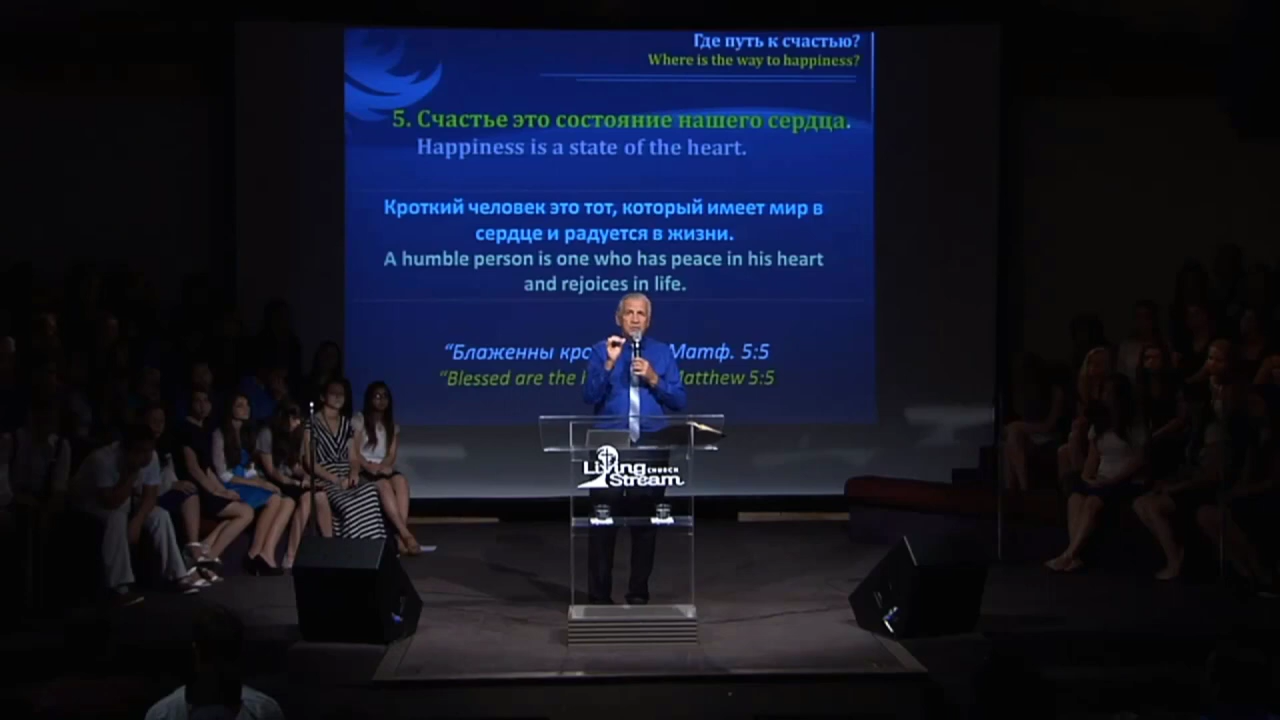 Где путь к счастью?
Where is the way to happiness?
5. Счастье это состояние нашего сердца.
Happiness is a state of the heart.
Кроткий человек это тот, который имеет мир в
сердце и радуется в жизни.
A humble person is one who has peace in his heart
and rejoices in life.
“Блаженны Матф. 5:5
“Blessed are the Matthew 5:5
Living CHURCH
Stream